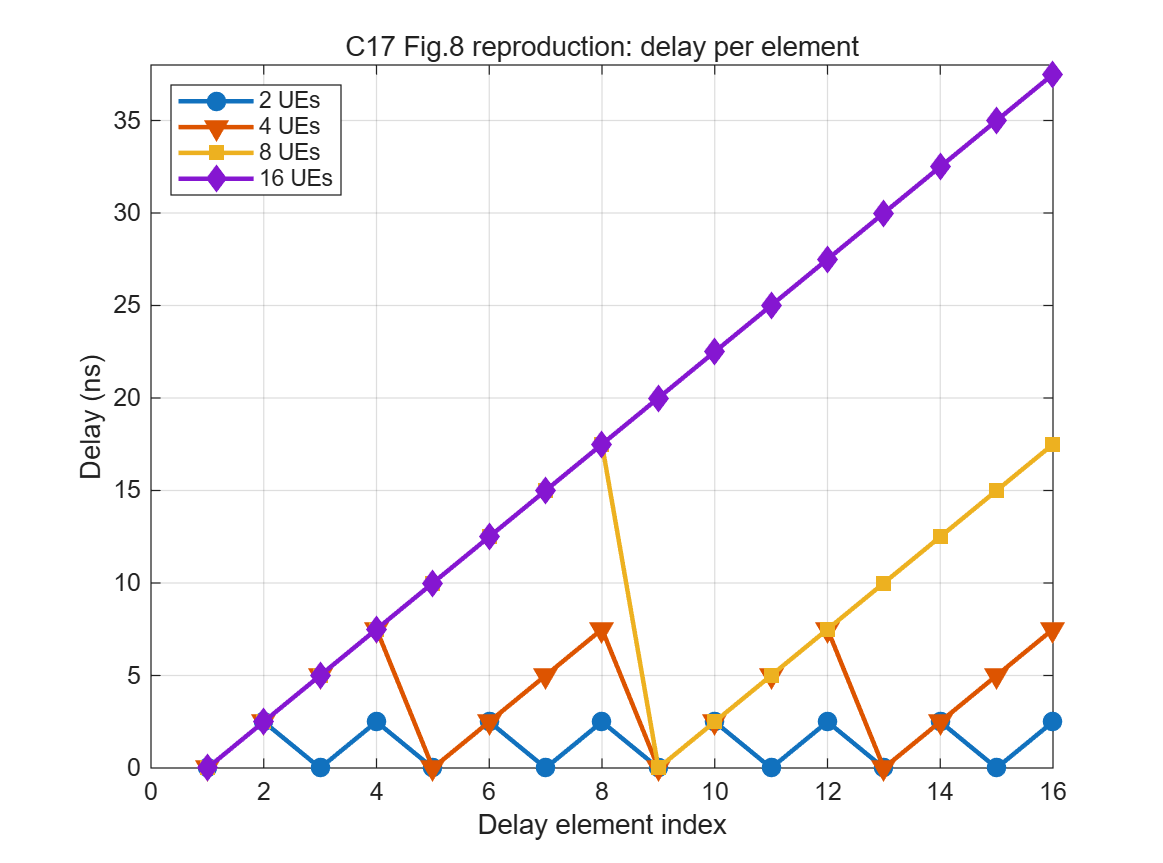 C17 Fig.8 reproduction: delay per element
2 UEs
4 UEs
8 UEs
16 UEs
35
30
25
20
15
10
5
0
Delay (ns)
0 2 4 6 8 10 12 14 16
Delay element index